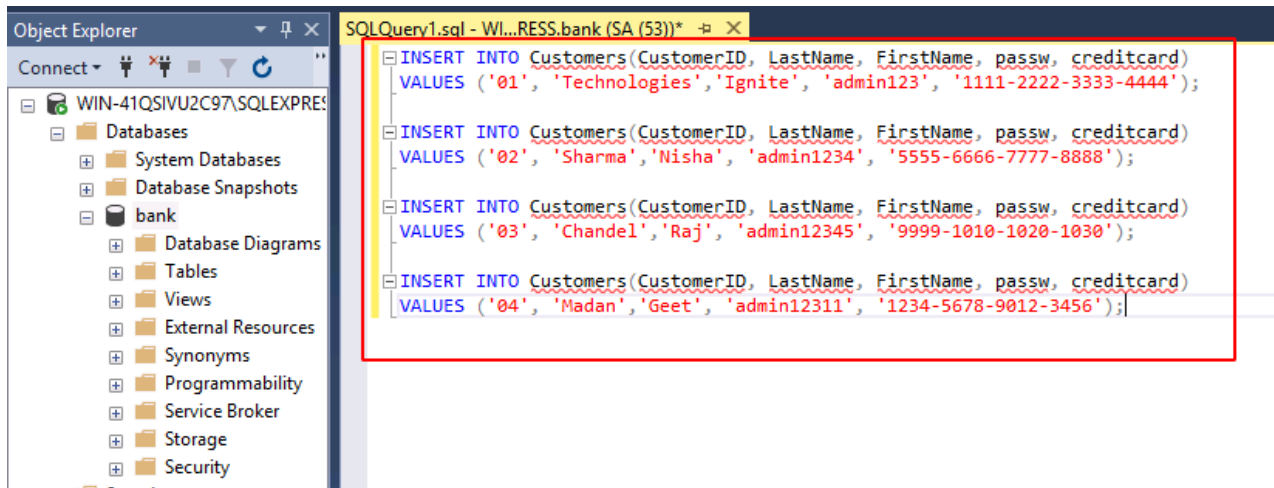 Object Explorer
Connect
WIN-41QSIVU2C97\SQLEXPRES
Databases
System Databases
Database Snapshots
bank
Database Diagrams
Tables
Views
External Resources
Synonyms
Programmability
Service Broker
Storage
Security
SQLQuery1.sql - WI...RESS.bank (SA (53))*
INSERT INTO Customers(CustomerID, LastName, FirstName, passw, creditcard)
VALUES ('01', 'Technologies','Ignite', 'admin123', '1111-2222-3333-4444');
INSERT INTO Customers(CustomerID, LastName, FirstName, passw, creditcard)
VALUES ('02', 'Sharma','Nisha', 'admin1234', '5555-6666-7777-8888');
INSERT INTO Customers(CustomerID, LastName, FirstName, passw, creditcard)
VALUES ('03', 'Chandel','Raj', 'admin12345', '9999-1010-1020-1030');
INSERT INTO Customers(CustomerID, LastName, FirstName, passw, creditcard)
VALUES ('04', 'Madan','Geet', 'admin12311', '1234-5678-9012-3456');